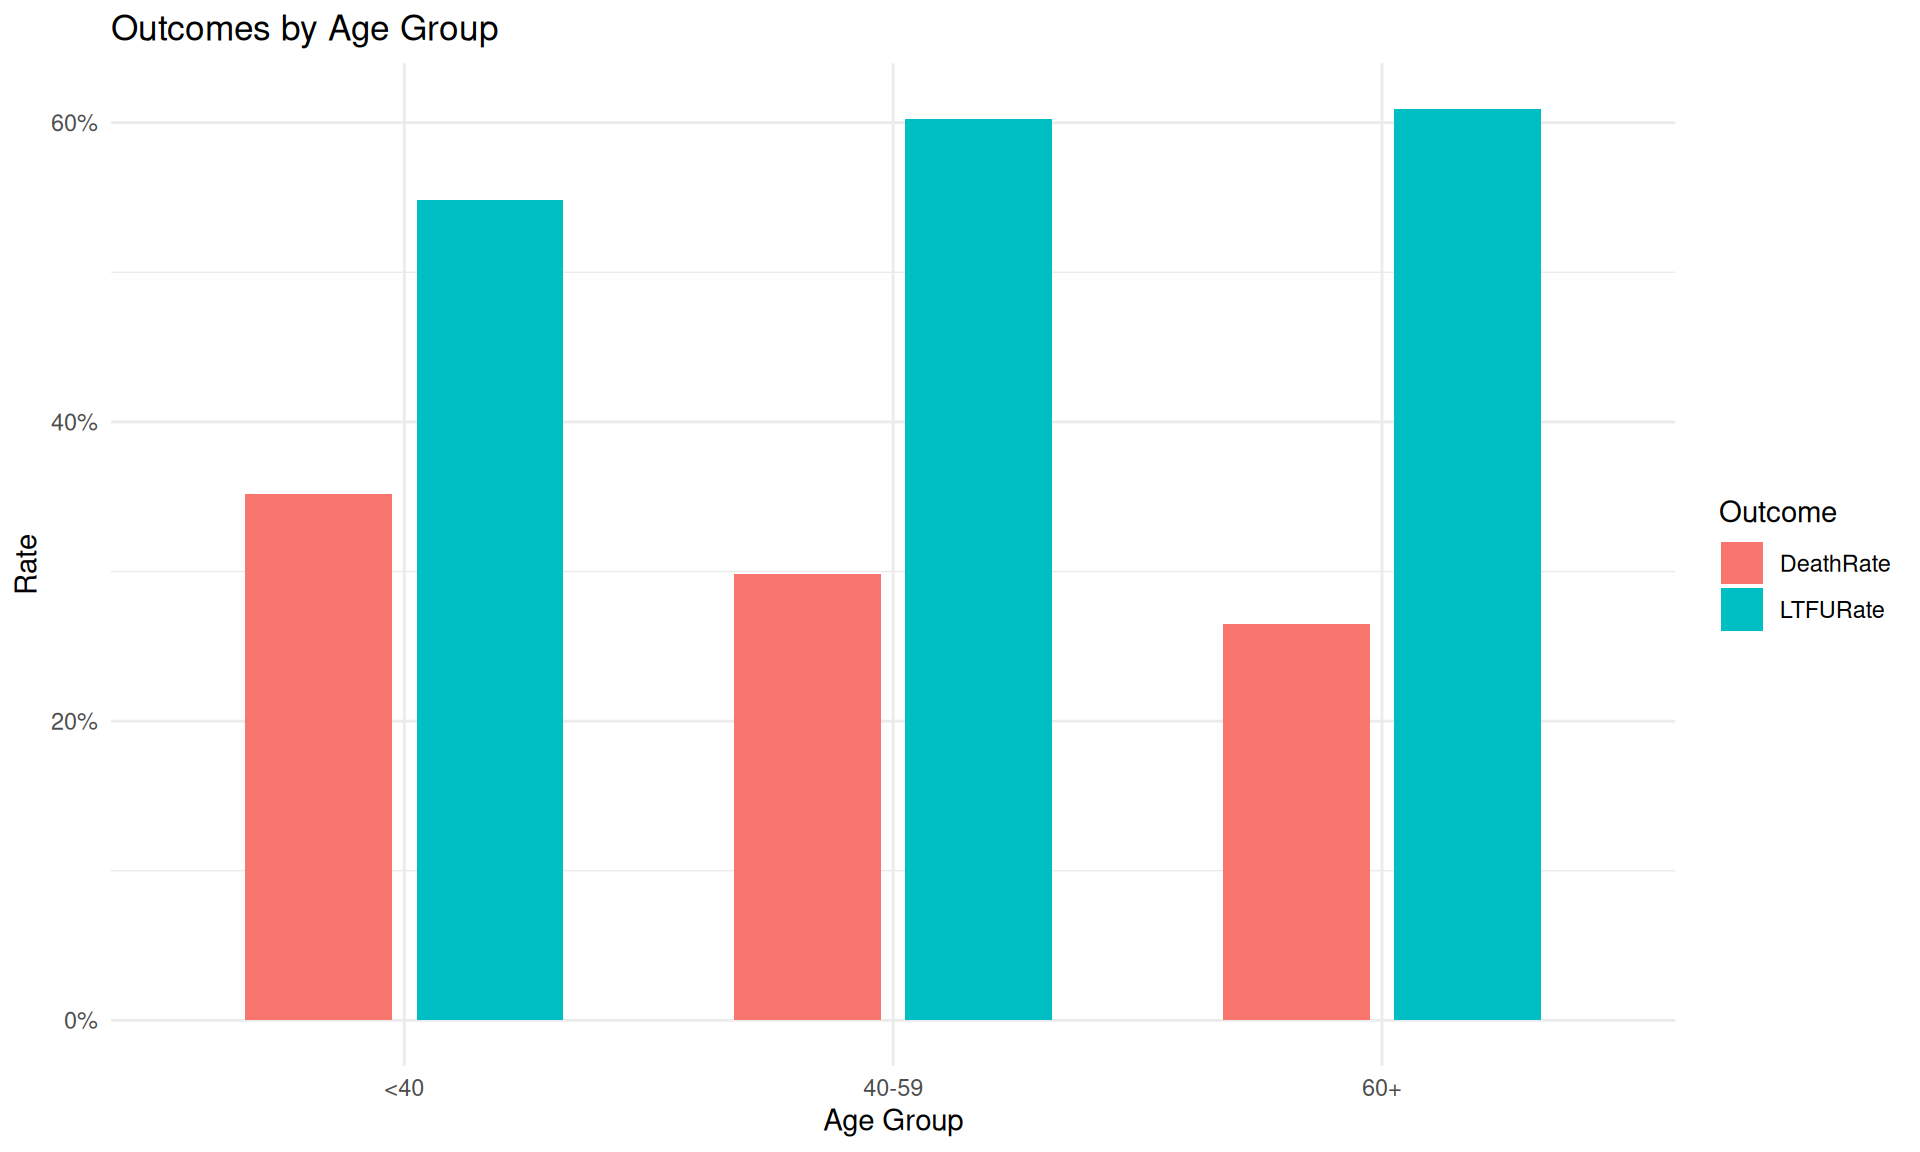 Outcomes by Age Group
60%
40%
20%
0%
Rate
<40
40-59
60+
Age Group
Outcome
DeathRate
LTFURate